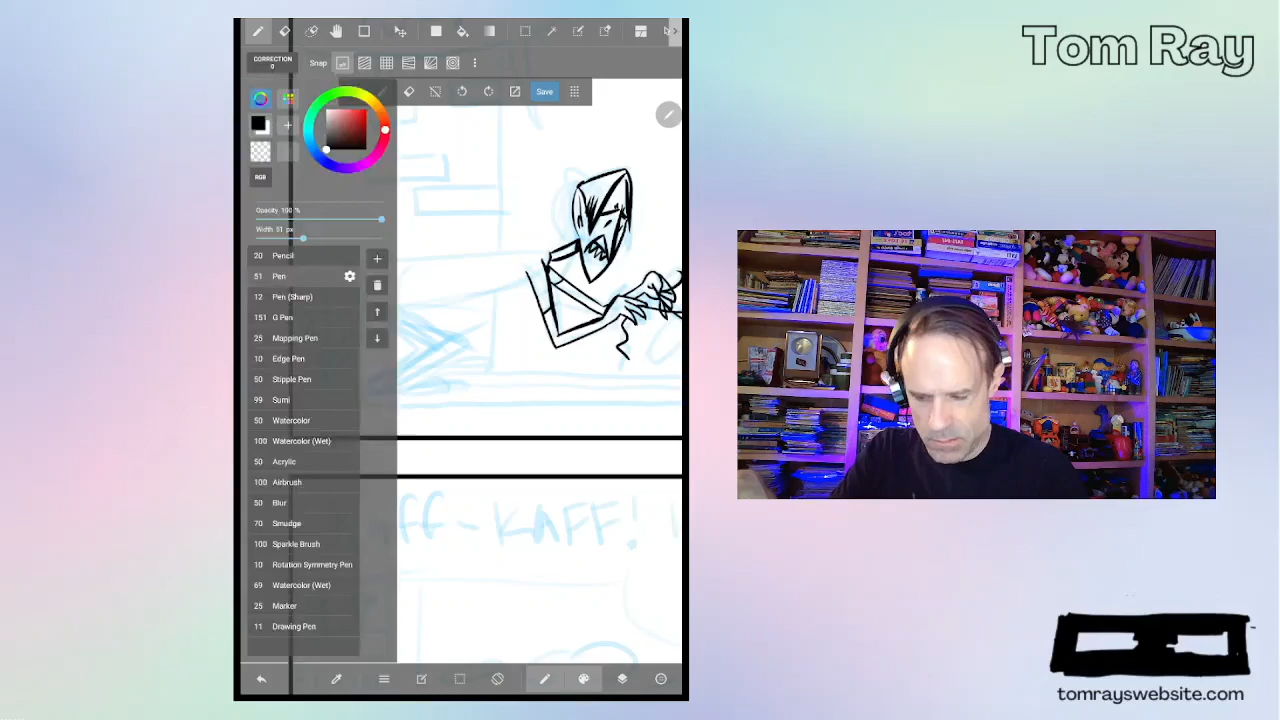 Tom Ray
CORRECTION
0
Snap
Save
RGB
Opacity 100 %
Width 51 px
20 Pencil
51 Pen
12 Pen (Sharp)
151 G Pen
25 Mapping Pen
10 Edge Pen
50 Stipple Pen
99 Sumi
50 Watercolor
100 Watercolor (Wet)
50 Acrylic
100 Airbrush
50 Blur
70 Smudge
100 Sparkle Brush
10 Rotation Symmetry Pen
69 Watercolor (Wet)
25 Marker
11 Drawing Pen
FF-KAFF!
tomrayswebsite.com